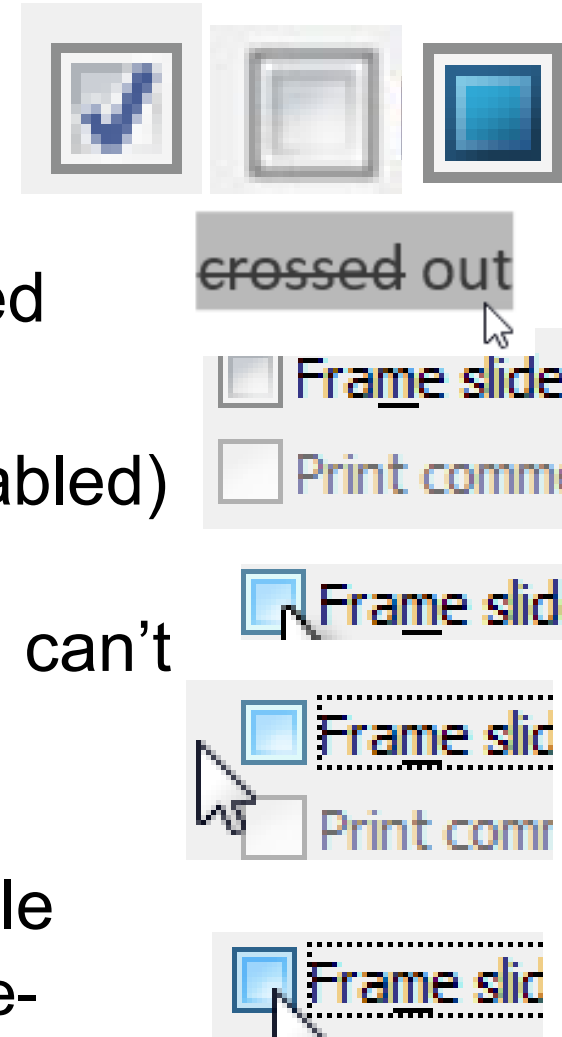 crossed out
ed
Frame slide
abled)
Print comm
Frame slid
can't
Frame slid
Print comm
le
e-
Frame slid